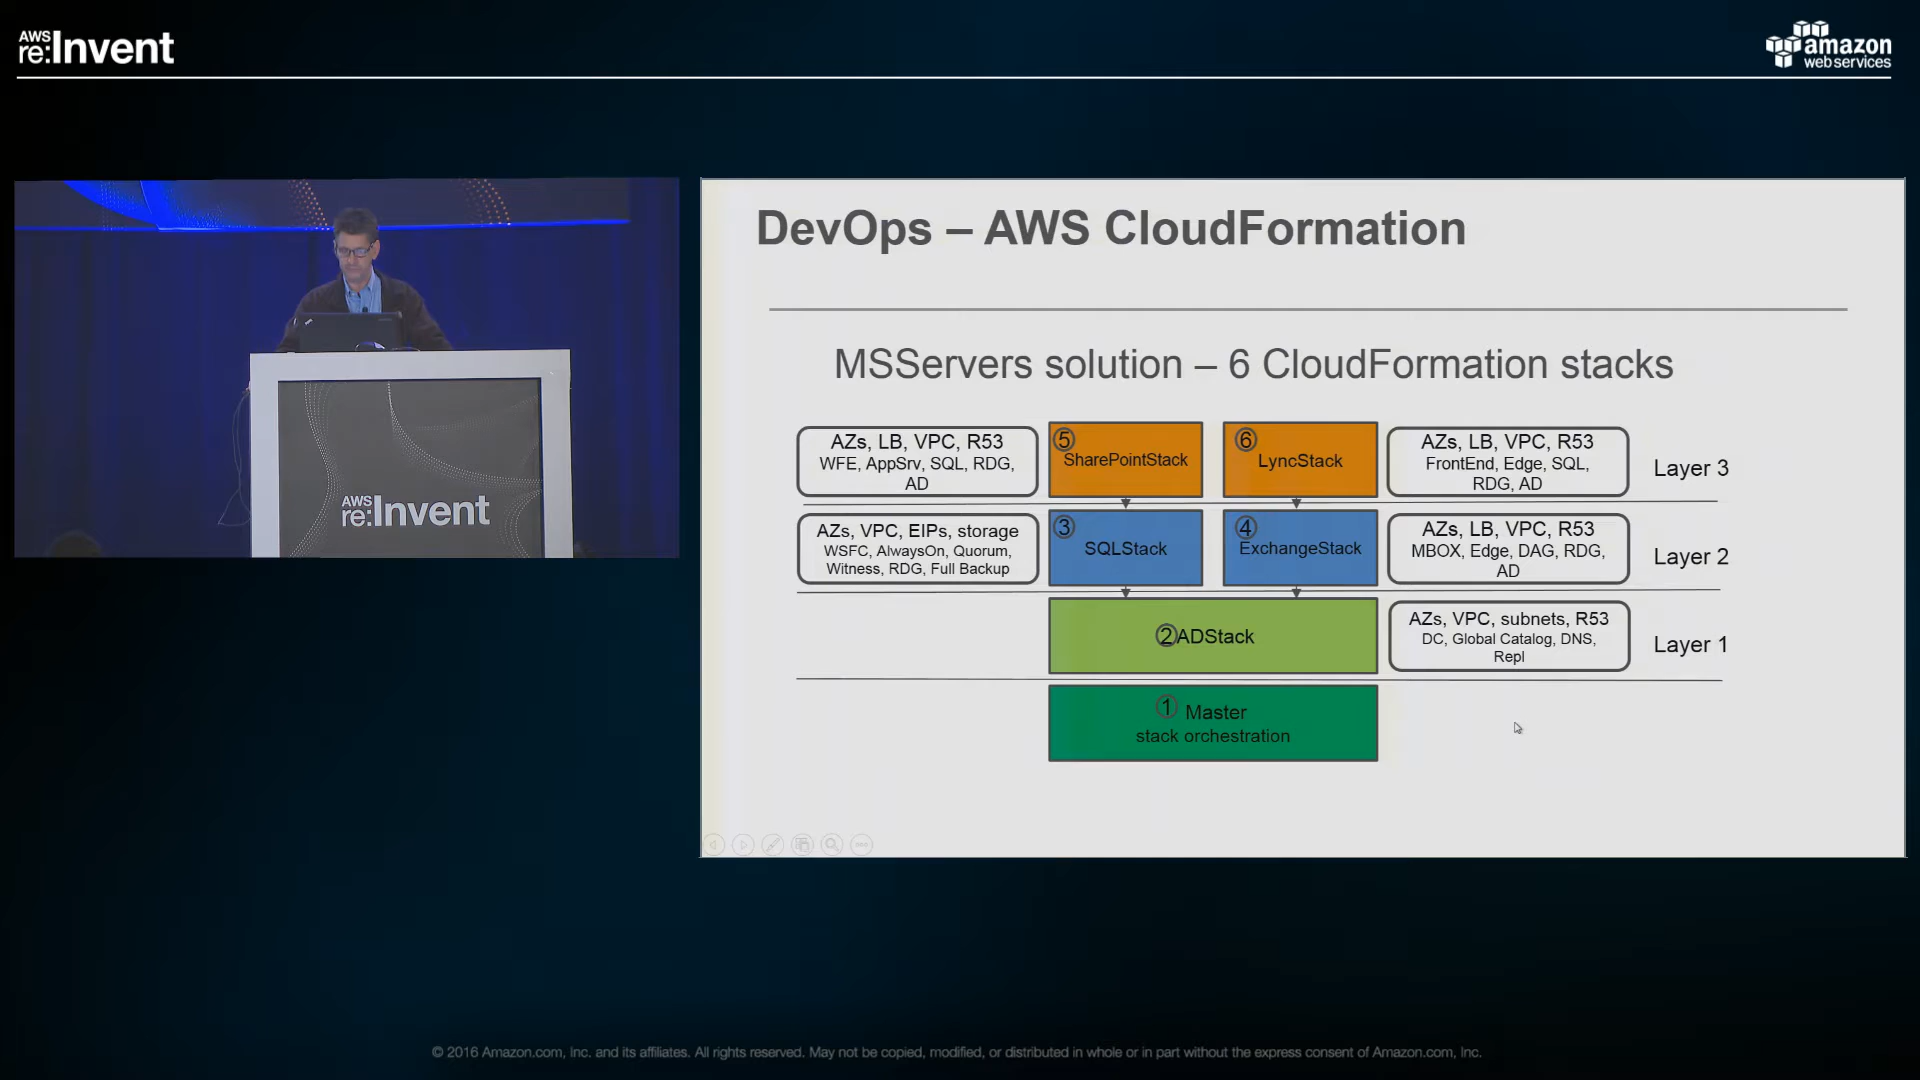 AWS
re:Invent
amazon
web services
AWS
re:Invent
DevOps – AWS CloudFormation
MSServers solution – 6 CloudFormation stacks
AZs, LB, VPC, R53
WFE, AppSrv, SQL, RDG,
AD
5
SharePointStack
6
LyncStack
AZs, LB, VPC, R53
FrontEnd, Edge, SQL,
RDG, AD
Layer 3
AZs, VPC, EIPs, storage
WSFC, AlwaysOn, Quorum,
Witness, RDG, Full Backup
3
SQLStack
4
ExchangeStack
AZs, LB, VPC, R53
MBOX, Edge, DAG, RDG,
AD
Layer 2
2 ADStack
AZs, VPC, subnets, R53
DC, Global Catalog, DNS,
Repl
Layer 1
1 Master
stack orchestration
© 2016 Amazon.com, Inc. and its affiliates. All rights reserved. May not be copied, modified, or distributed in whole or in part without the express consent of Amazon.com, Inc.